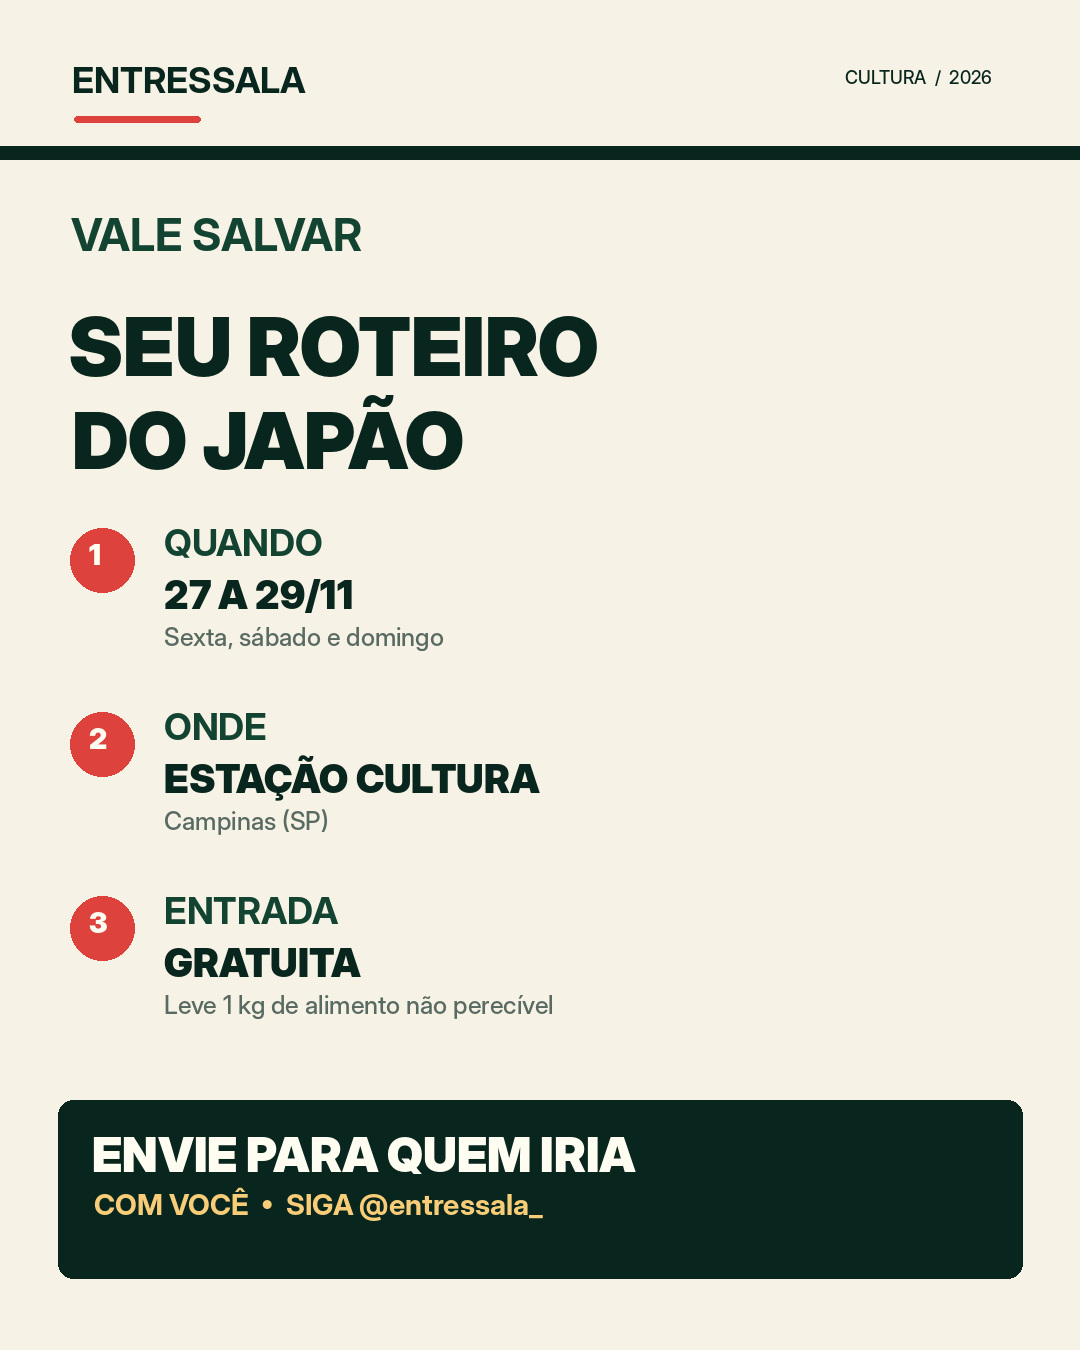 ENTRESSALA
CULTURA / 2026
VALE SALVAR
SEU ROTEIRO
DO JAPÃO
1
QUANDO
27 A 29/11
Sexta, sábado e domingo
2
ONDE
ESTAÇÃO CULTURA
Campinas (SP)
3
ENTRADA
GRATUITA
Leve 1 kg de alimento não perecível
ENVIE PARA QUEM IRIA
COM VOCÊ • SIGA @entressala_